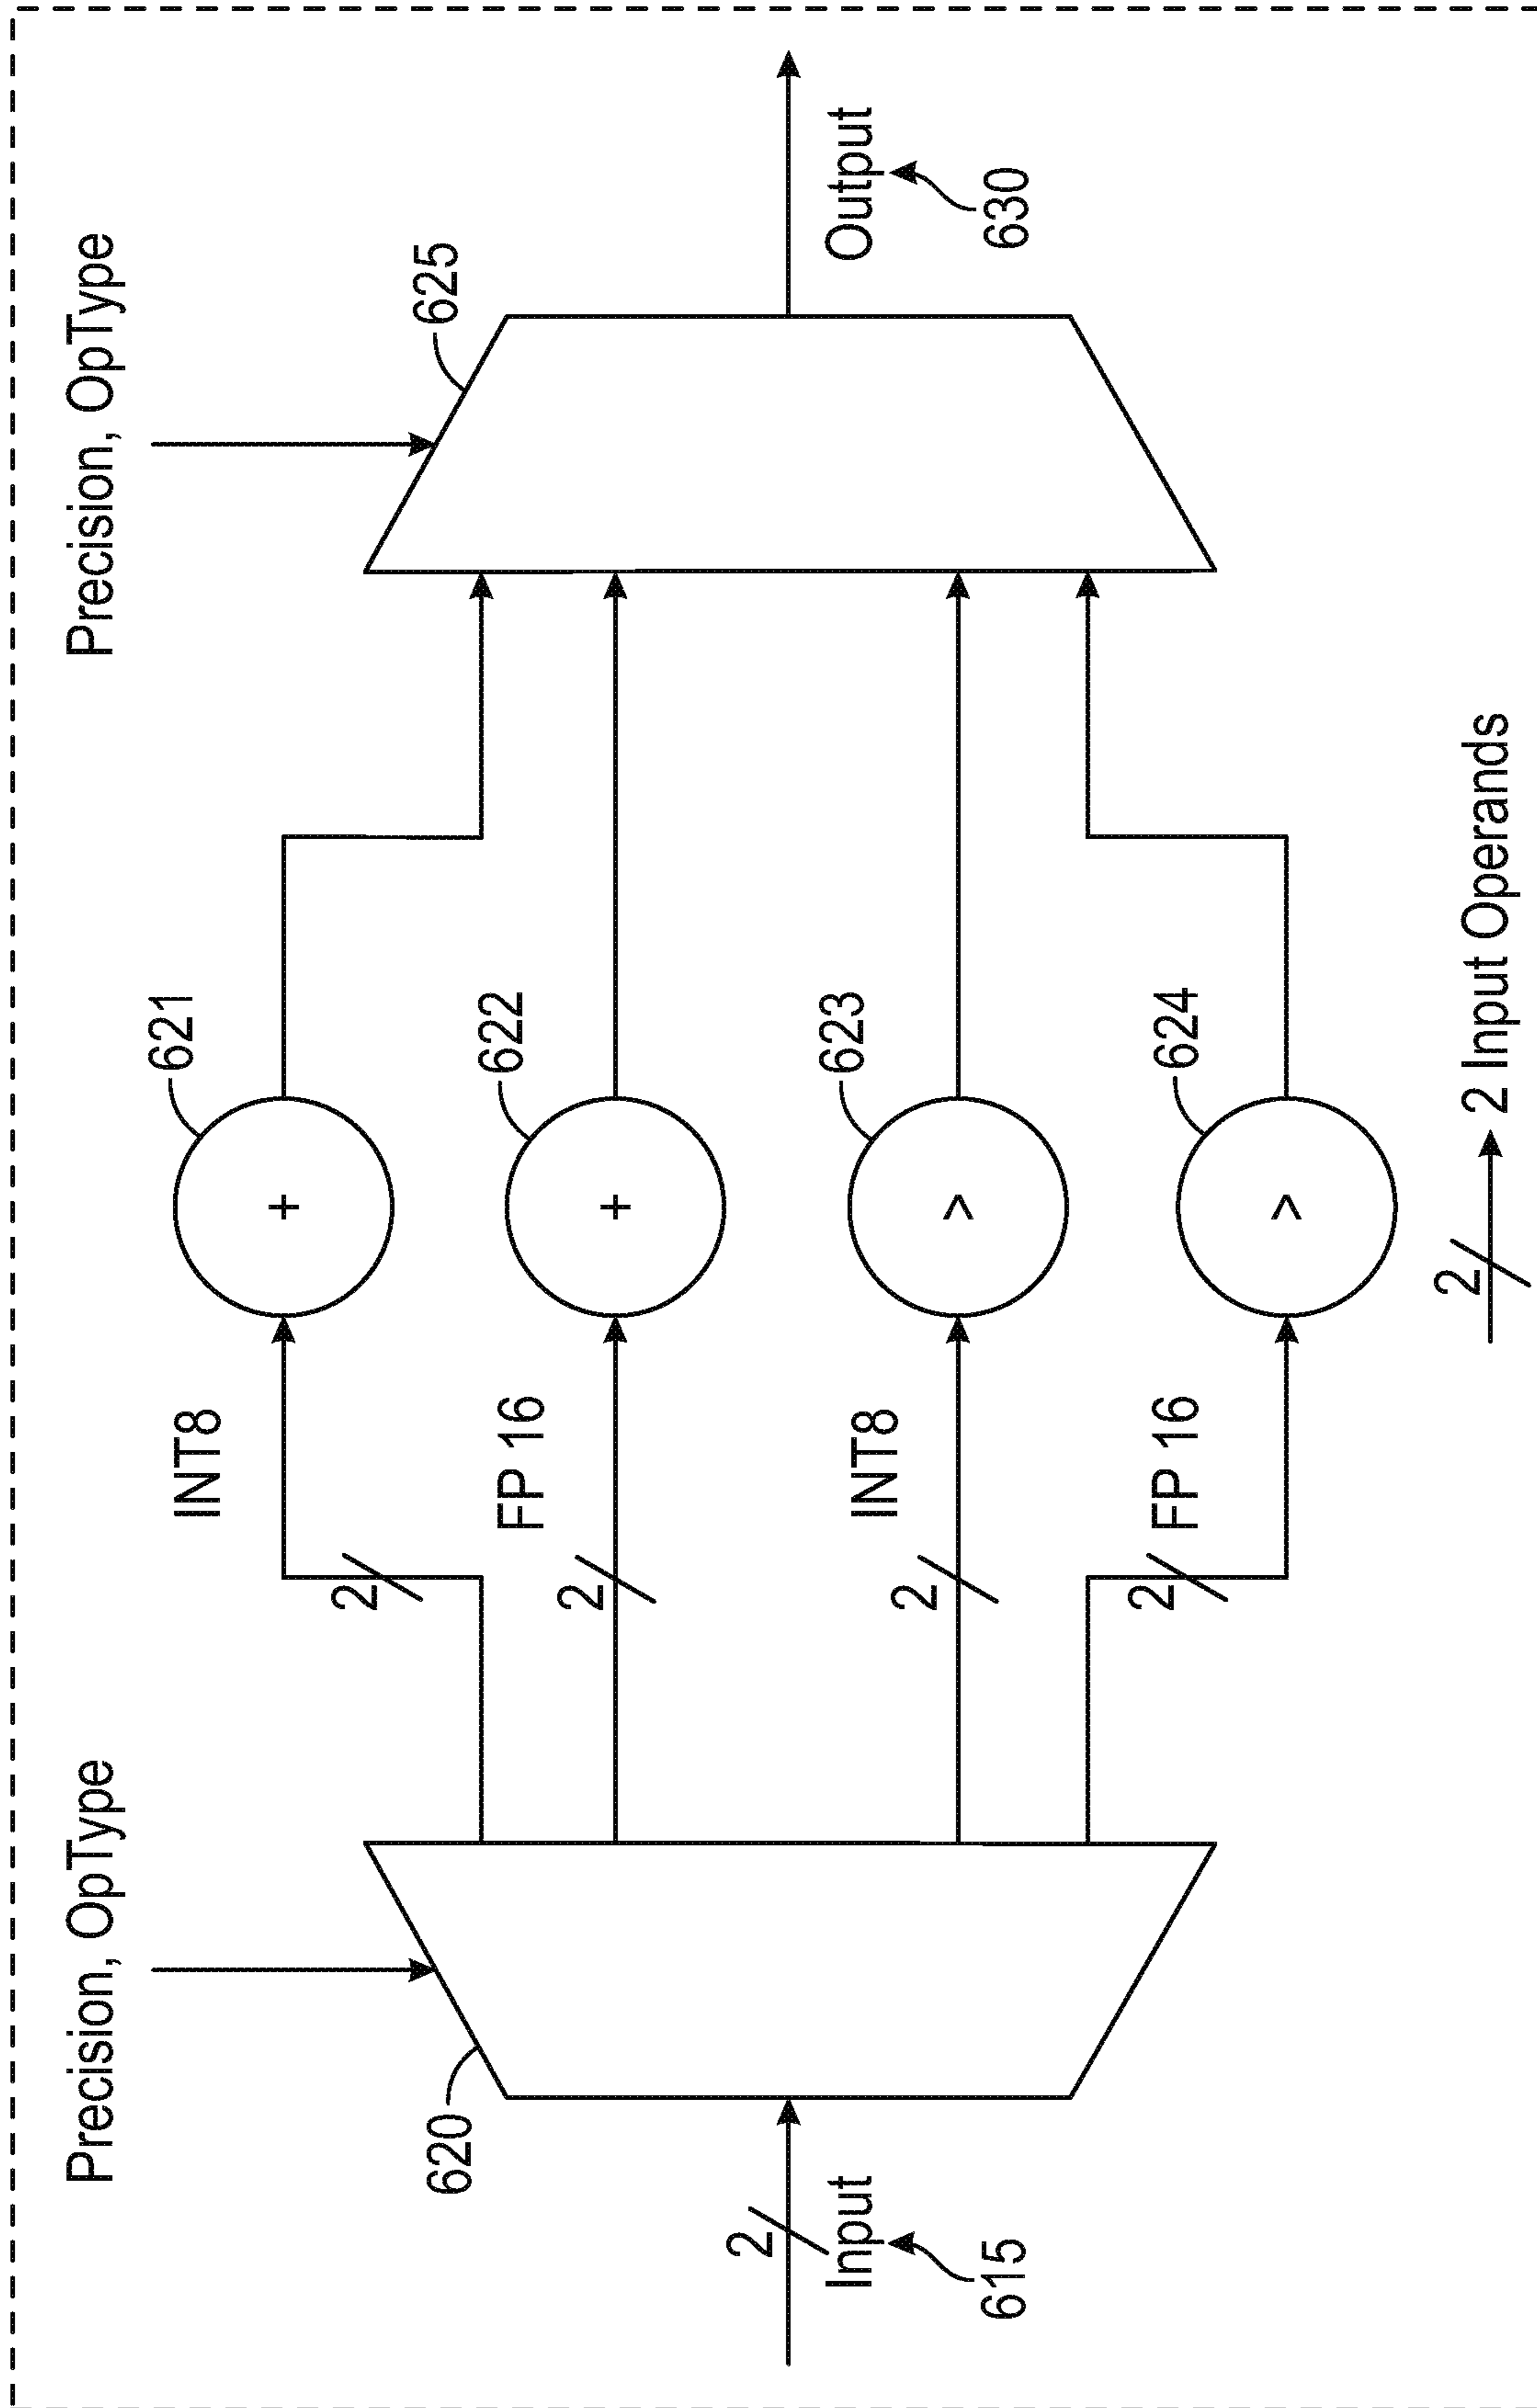 Precision, OpType
Precision, OpType
621
INT8
2
+
620
625
622
FP 16
2
+
2
Input
615
Output
630
623
INT8
2
>
624
FP 16
2
>
2
2 Input Operands